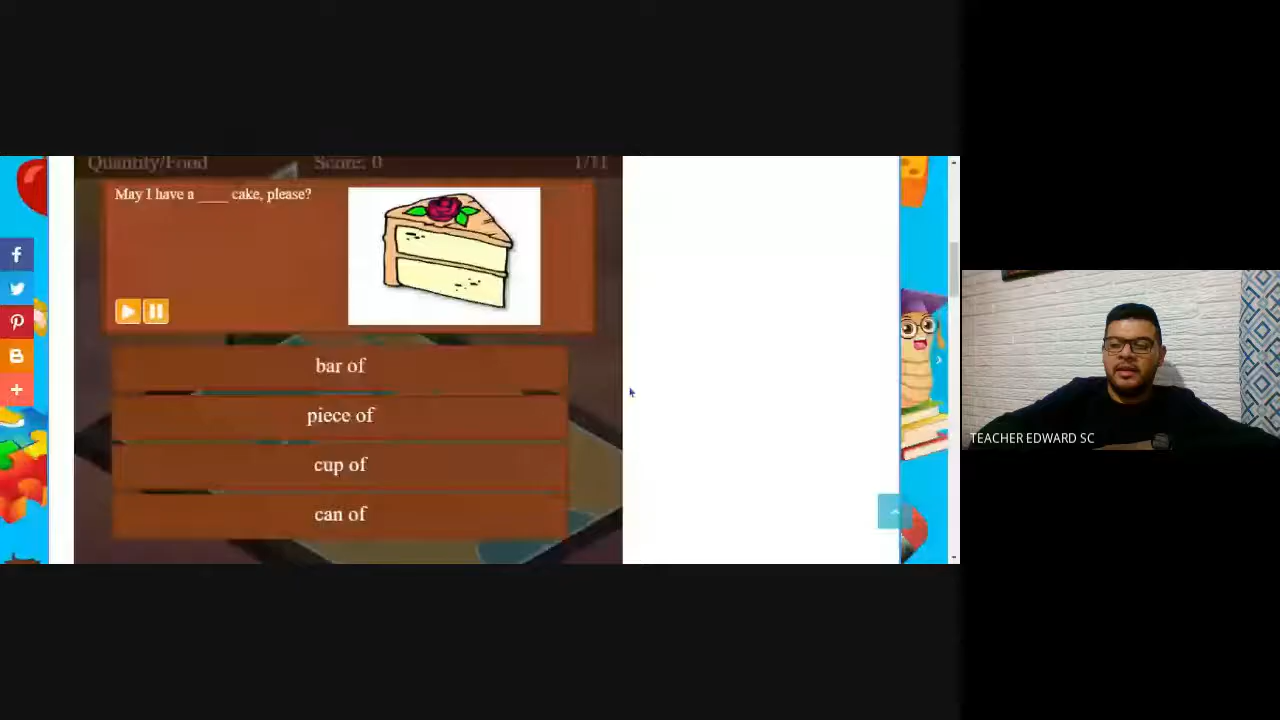 Quantity/Food Score: 0 1/11
May I have a ____ cake, please?
bar of
piece of
cup of
can of
TEACHER EDWARD SC